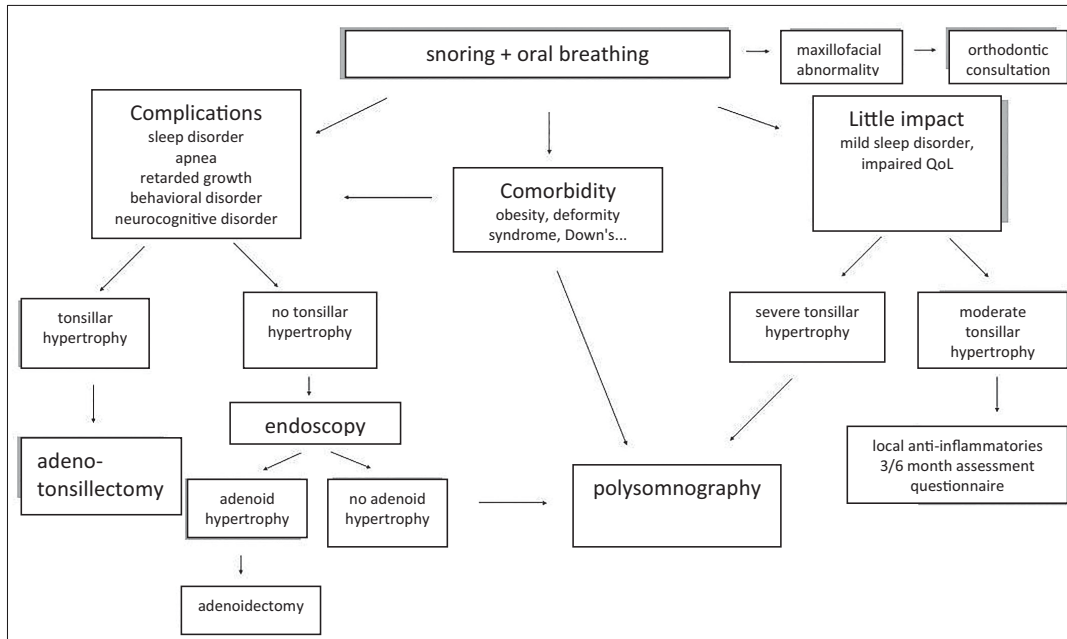 snoring + oral breathing
maxillofacial
abnormality
orthodontic
consultation
Complications
sleep disorder
apnea
retarded growth
behavioral disorder
neurocognitive disorder
Comorbidity
obesity, deformity
syndrome, Down's...
Little impact
mild sleep disorder,
impaired QoL
tonsillar
hypertrophy
no tonsillar
hypertrophy
severe tonsillar
hypertrophy
moderate
tonsillar
hypertrophy
endoscopy
adeno-
tonsillectomy
adenoid
hypertrophy
no adenoid
hypertrophy
polysomnography
local anti-inflammatories
3/6 month assessment
questionnaire
adenoidectomy